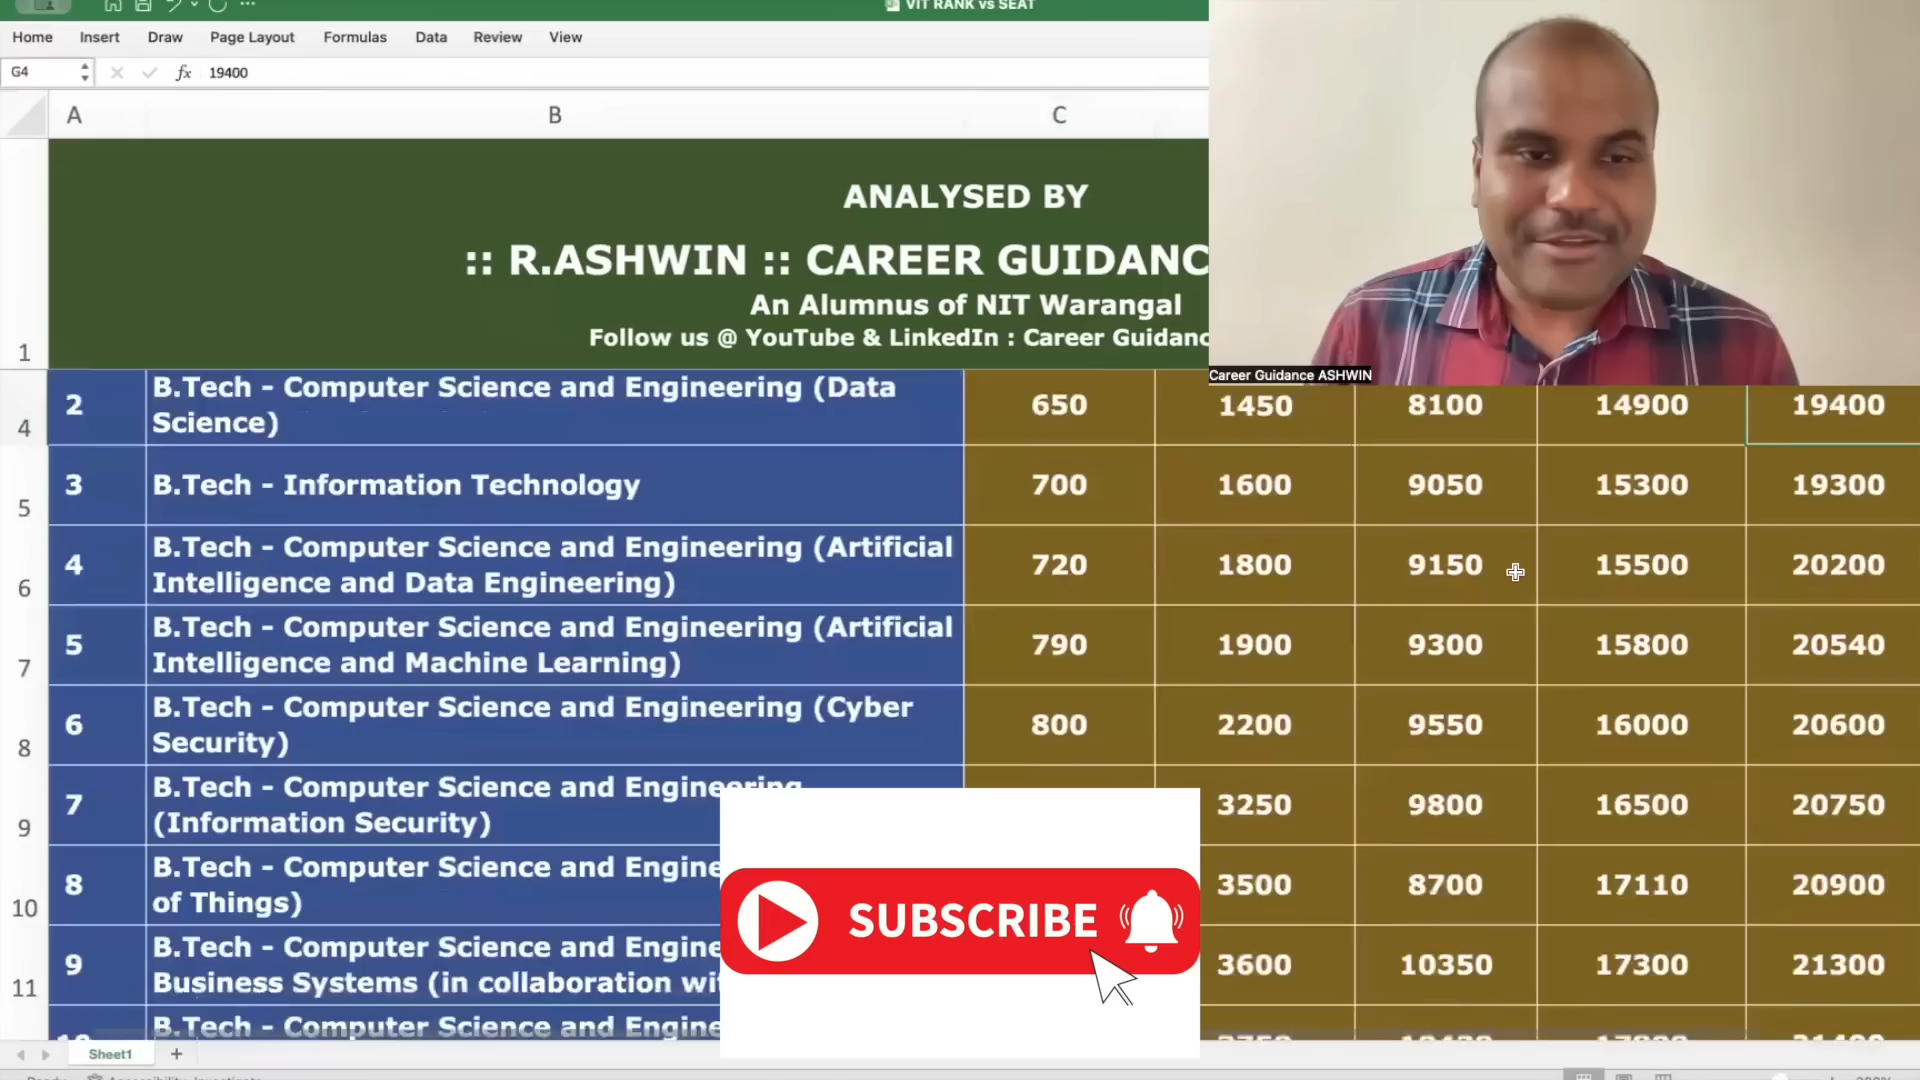 VIT RANK vs SEAT
Home Insert Draw Page Layout Formulas Data Review View
G4 fx 19400
A B C
ANALYSED BY
:: R.ASHWIN :: CAREER GUIDANC
An Alumnus of NIT Warangal
Follow us @ YouTube & LinkedIn : Career Guidanc
1
Career Guidance ASHWIN
4 2 B.Tech - Computer Science and Engineering (Data
Science) 650 1450 8100 14900 19400
5 3 B.Tech - Information Technology 700 1600 9050 15300 19300
6 4 B.Tech - Computer Science and Engineering (Artificial
Intelligence and Data Engineering) 720 1800 9150 15500 20200
7 5 B.Tech - Computer Science and Engineering (Artificial
Intelligence and Machine Learning) 790 1900 9300 15800 20540
8 6 B.Tech - Computer Science and Engineering (Cyber
Security) 800 2200 9550 16000 20600
9 7 B.Tech - Computer Science and Engineering
(Information Security) 3250 9800 16500 20750
10 8 B.Tech - Computer Science and Engine
of Things) 3500 8700 17110 20900
11 9 B.Tech - Computer Science and Engine
Business Systems (in collaboration wit 3600 10350 17300 21300
B.Tech - Computer Science and Engine
SUBSCRIBE
Sheet1 +